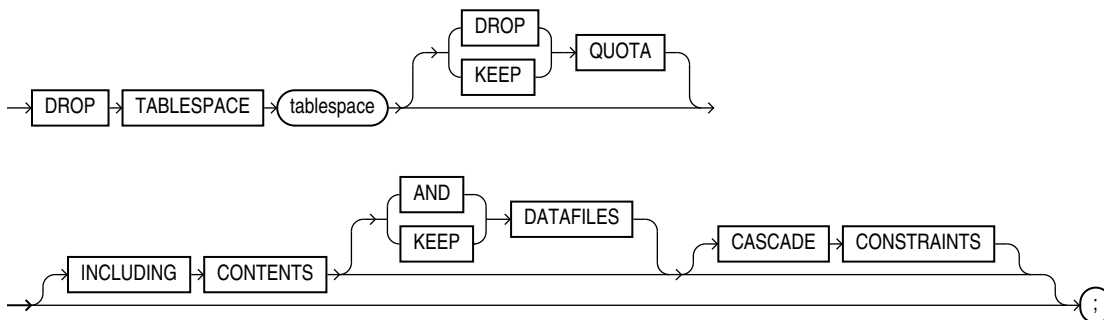 DROP
KEEP
QUOTA
DROP TABLESPACE tablespace
AND
KEEP
DATAFILES
CASCADE CONSTRAINTS
INCLUDING CONTENTS
;